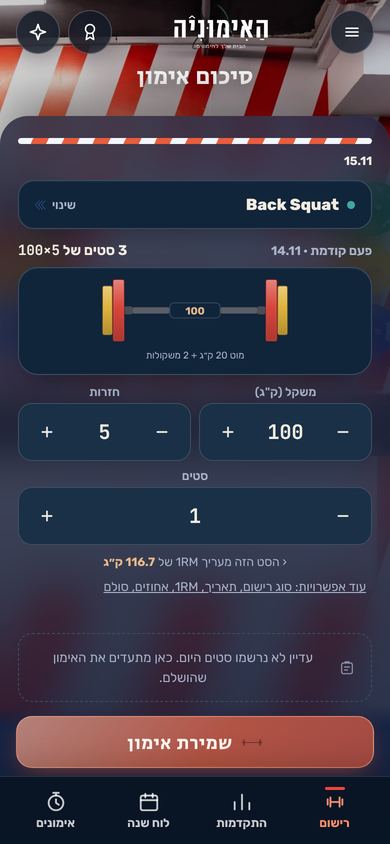 הָאִימוּנִיָּה
הבית שלך לאימונים
סיכום אימון
15.11
Back Squat
שינוי
פעם קודמת · 14.11
3 סטים של 5×100
100
מוט 20 ק״ג + 2 משקולות
משקל (ק"ג)
חזרות
− 100 +
− 5 +
סטים
− 1 +
‹ הסט הזה מעריך 1RM של 116.7 ק״ג
עוד אפשרויות: סוג רישום, תאריך, 1RM, אחוזים, סולם
עדיין לא נרשמו סטים היום. כאן מתעדים את האימון
שהושלם.
שמירת אימון
רישום
התקדמות
לוח שנה
אימונים